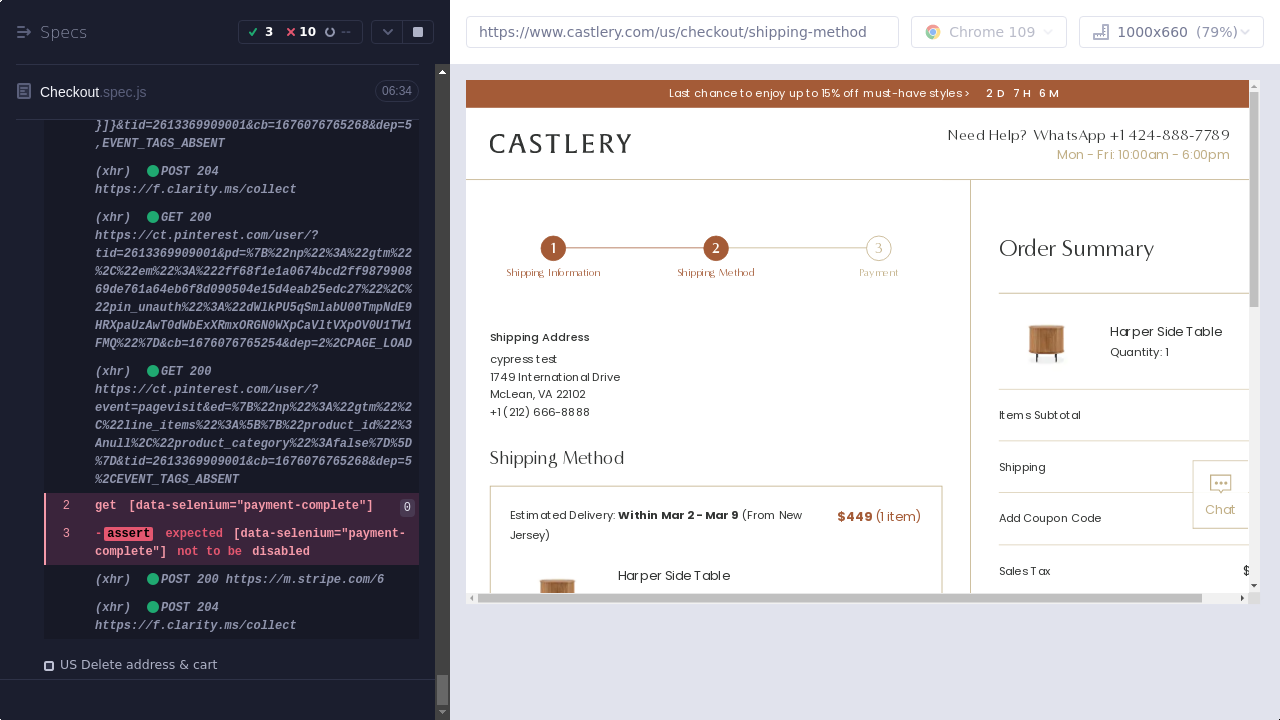 Specs
3
10
--
https://www.castlery.com/us/checkout/shipping-method
Chrome 109
1000x660 (79%)
Checkout.spec.js
06:34
}]}&tid=2613369909001&cb=1676076765268&dep=5
,EVENT_TAGS_ABSENT
(xhr) POST 204
https://f.clarity.ms/collect
(xhr) GET 200
https://ct.pinterest.com/user/?
tid=2613369909001&pd=%7B%22np%22%3A%22gtm%22
%2C%22em%22%3A%222ff68f1e1a0674bcd2ff9879908
69de761a64eb6f8d090504e15d4eab25edc27%22%2C%
22pin_unauth%22%3A%22dWlkPU5qSmlabU00TmpNdE9
HRXpaUzAwT0dWbExXRmxORGN0WXpCaVltVXpOV0U1TW1
FMQ%22%7D&cb=1676076765254&dep=2%2CPAGE_LOAD
(xhr) GET 200
https://ct.pinterest.com/user/?
event=pagevisit&ed=%7B%22np%22%3A%22gtm%22%2
C%22line_items%22%3A%5B%7B%22product_id%22%3
Anull%2C%22product_category%22%3Afalse%7D%5D
%7D&tid=2613369909001&cb=1676076765268&dep=5
%2CEVENT_TAGS_ABSENT
2 get [data-selenium="payment-complete"] 0
3 -assert expected [data-selenium="payment-
complete"] not to be disabled
(xhr) POST 200 https://m.stripe.com/6
(xhr) POST 204
https://f.clarity.ms/collect
US Delete address & cart
Last chance to enjoy up to 15% off must-have styles > 2 D 7 H 6 M
CASTLERY
Need Help? WhatsApp +1 424-888-7789
Mon - Fri: 10:00am - 6:00pm
1
2
3
Shipping Information
Shipping Method
Payment
Shipping Address
cypress test
1749 International Drive
McLean, VA 22102
+1 (212) 666-8888
Shipping Method
Estimated Delivery: Within Mar 2 - Mar 9 (From New
Jersey)
$449 (1 item)
Harper Side Table
Order Summary
Harper Side Table
Quantity: 1
Items Subtotal
Shipping
Add Coupon Code
Sales Tax
$
Chat